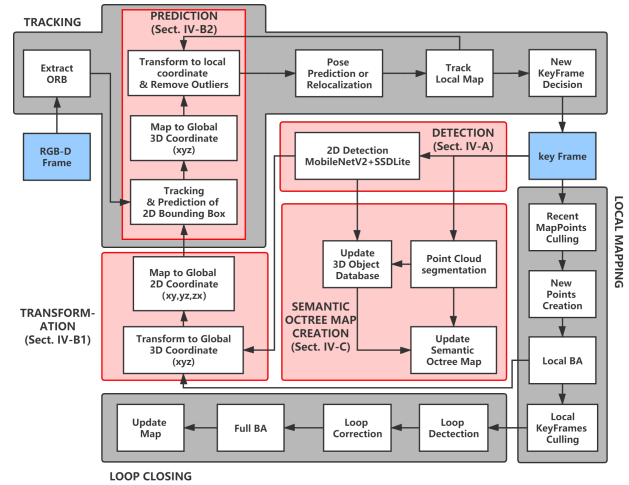 TRACKING
PREDICTION
(Sect. IV-B2)
Extract
ORB
Transform to local
coordinate
& Remove Outliers
Pose
Prediction or
Relocalization
Track
Local Map
New
KeyFrame
Decision
RGB-D
Frame
Map to Global
3D Coordinate
(xyz)
Tracking
& Prediction of
2D Bounding Box
2D Detection
MobileNetV2+SSDLite
DETECTION
(Sect. IV-A)
key Frame
LOCAL MAPPING
Recent
MapPoints
Culling
New
Points
Creation
Local BA
Local
KeyFrames
Culling
Update
3D Object
Database
Point Cloud
segmentation
SEMANTIC
OCTREE MAP
CREATION
(Sect. IV-C)
Update
Semantic
Octree Map
TRANSFORM-
ATION
(Sect. IV-B1)
Map to Global
2D Coordinate
(xy,yz,zx)
Transform to Global
3D Coordinate
(xyz)
Update
Map
Full BA
Loop
Correction
Loop
Dectection
LOOP CLOSING